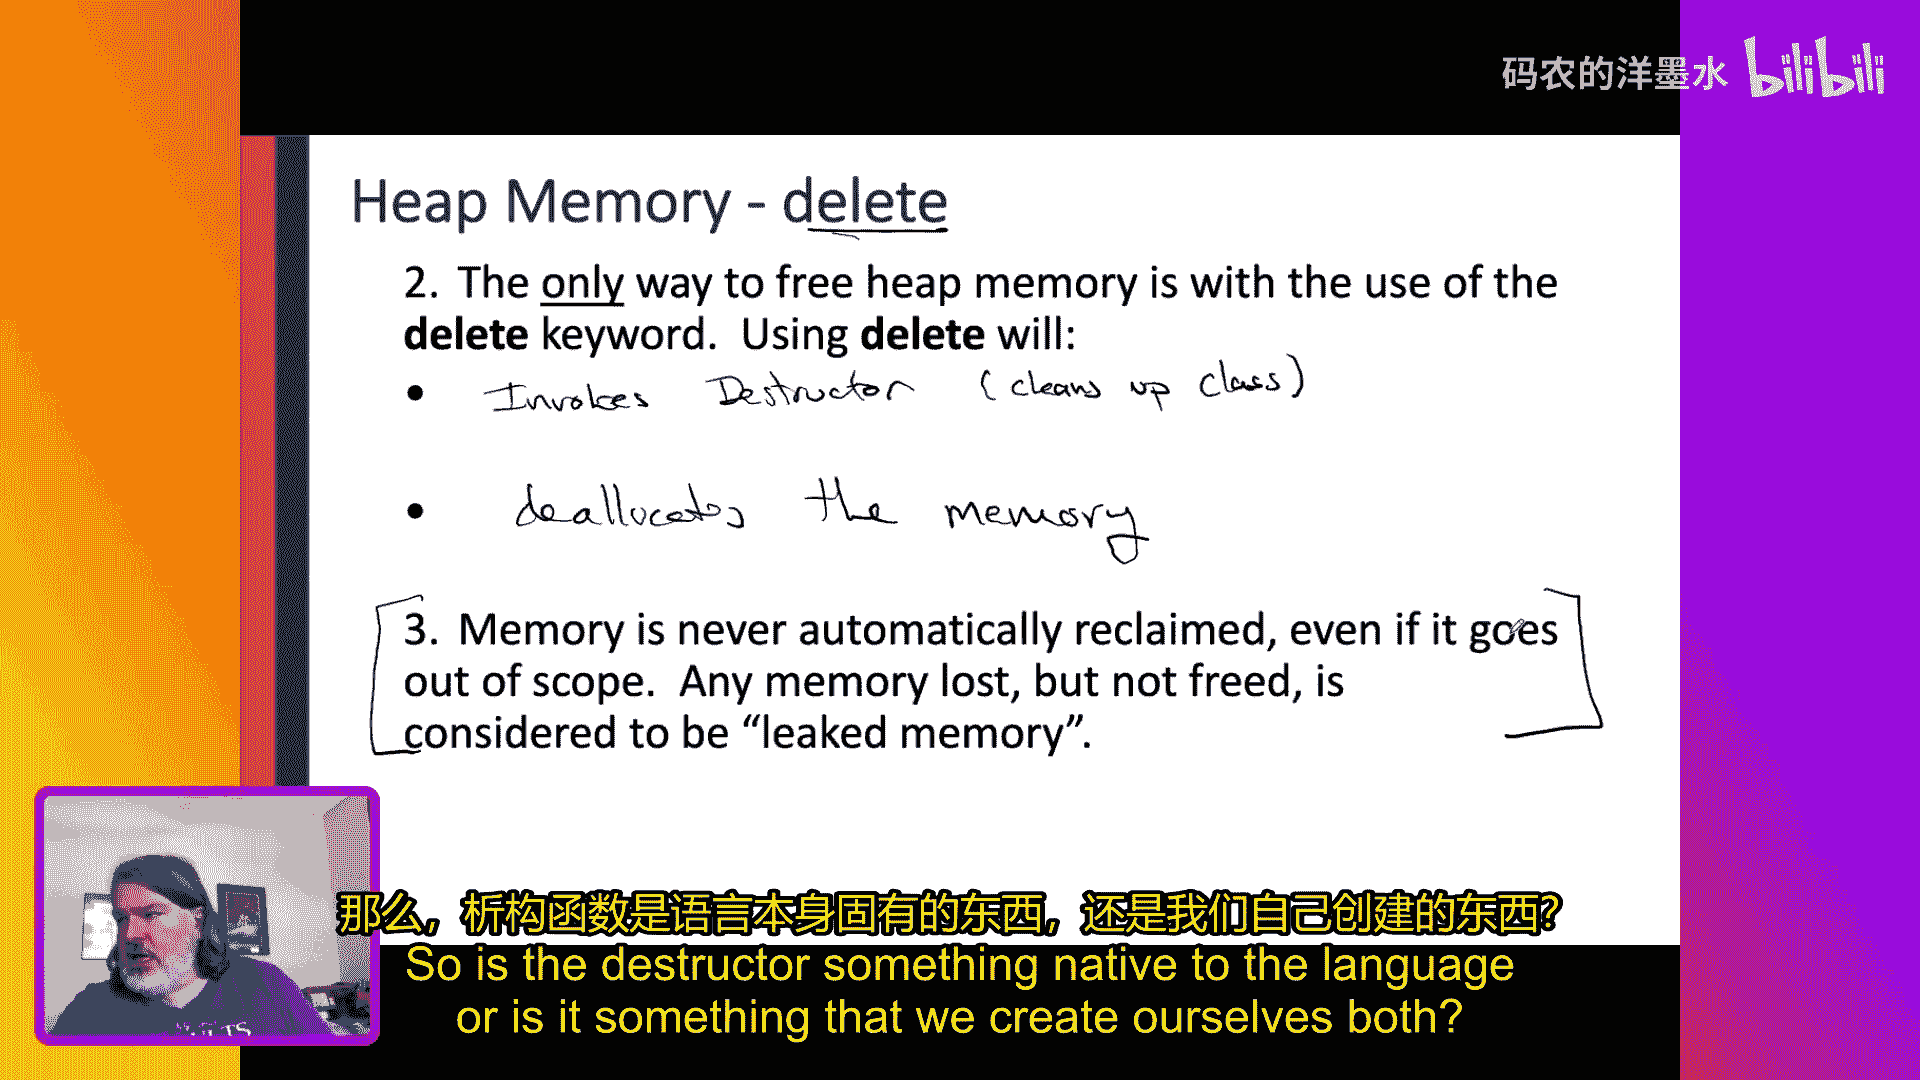 码农的洋墨水 bilibili
Heap Memory - delete
2. The only way to free heap memory is with the use of the
delete keyword. Using delete will:
• Invokes Destructor (cleans up class)
• deallocates the memory
3. Memory is never automatically reclaimed, even if it goes
out of scope. Any memory lost, but not freed, is
considered to be “leaked memory”.
那么，析构函数是语言本身固有的东西，还是我们自己创建的东西？
So is the destructor something native to the language
or is it something that we create ourselves both?